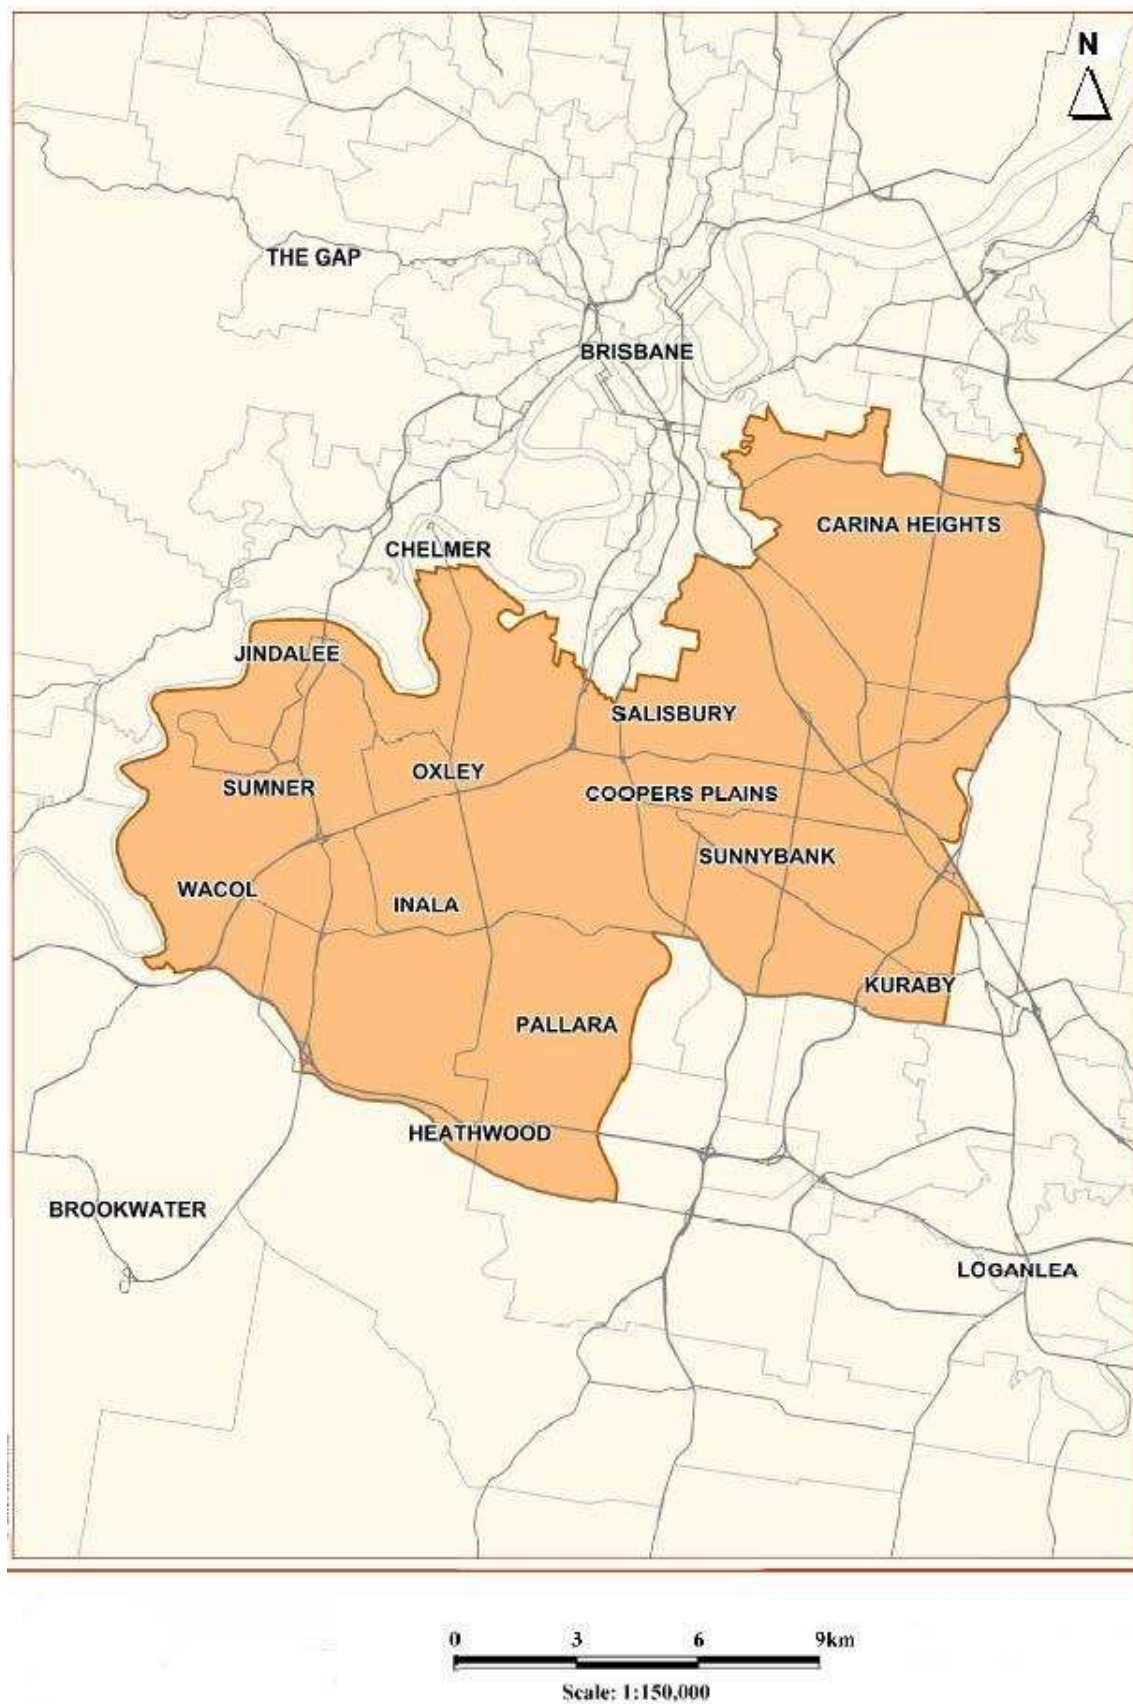 N
THE GAP
BRISBANE
CARINA HEIGHTS
CHELMER
JINDALEE
SALISBURY
OXLEY
SUMNER
COOPERS PLAINS
SUNNYBANK
WACOL
INALA
KURABY
PALLARA
HEATHWOOD
BROOKWATER
LOGANLEA
0 3 6 9km
Scale: 1:150,000